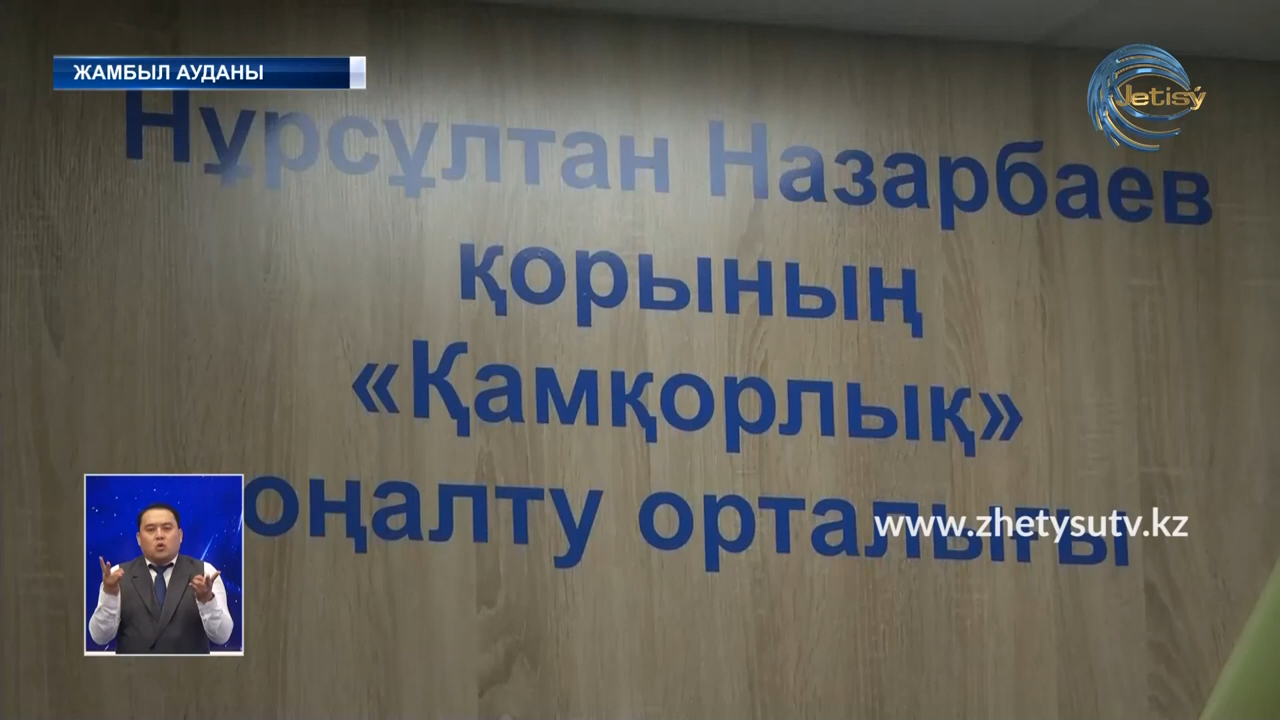 ЖАМБЫЛ АУДАНЫ
Jetisý
Нұрсұлтан Назарбаев
қорының
«Қамқорлық»
оңалту орталығы
www.zhetysutv.kz